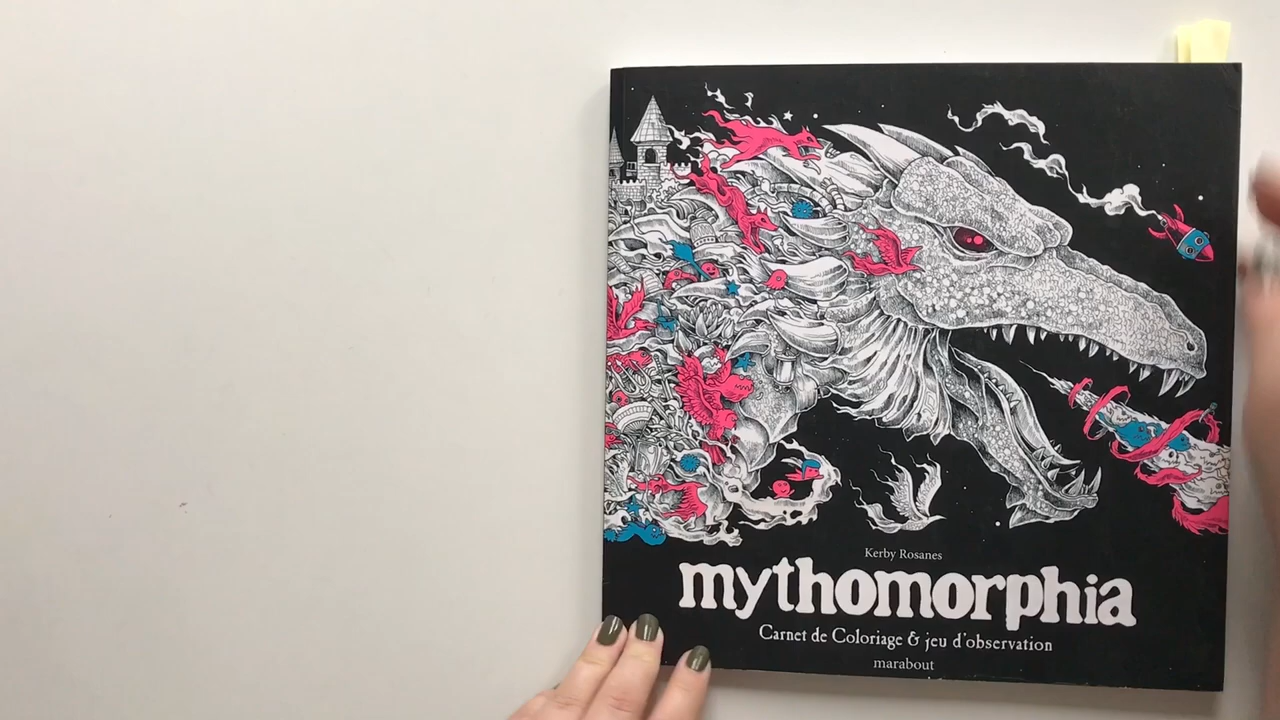 Kerby Rosanes
mythomorphia
Carnet de Coloriage & jeu d'observation
marabout